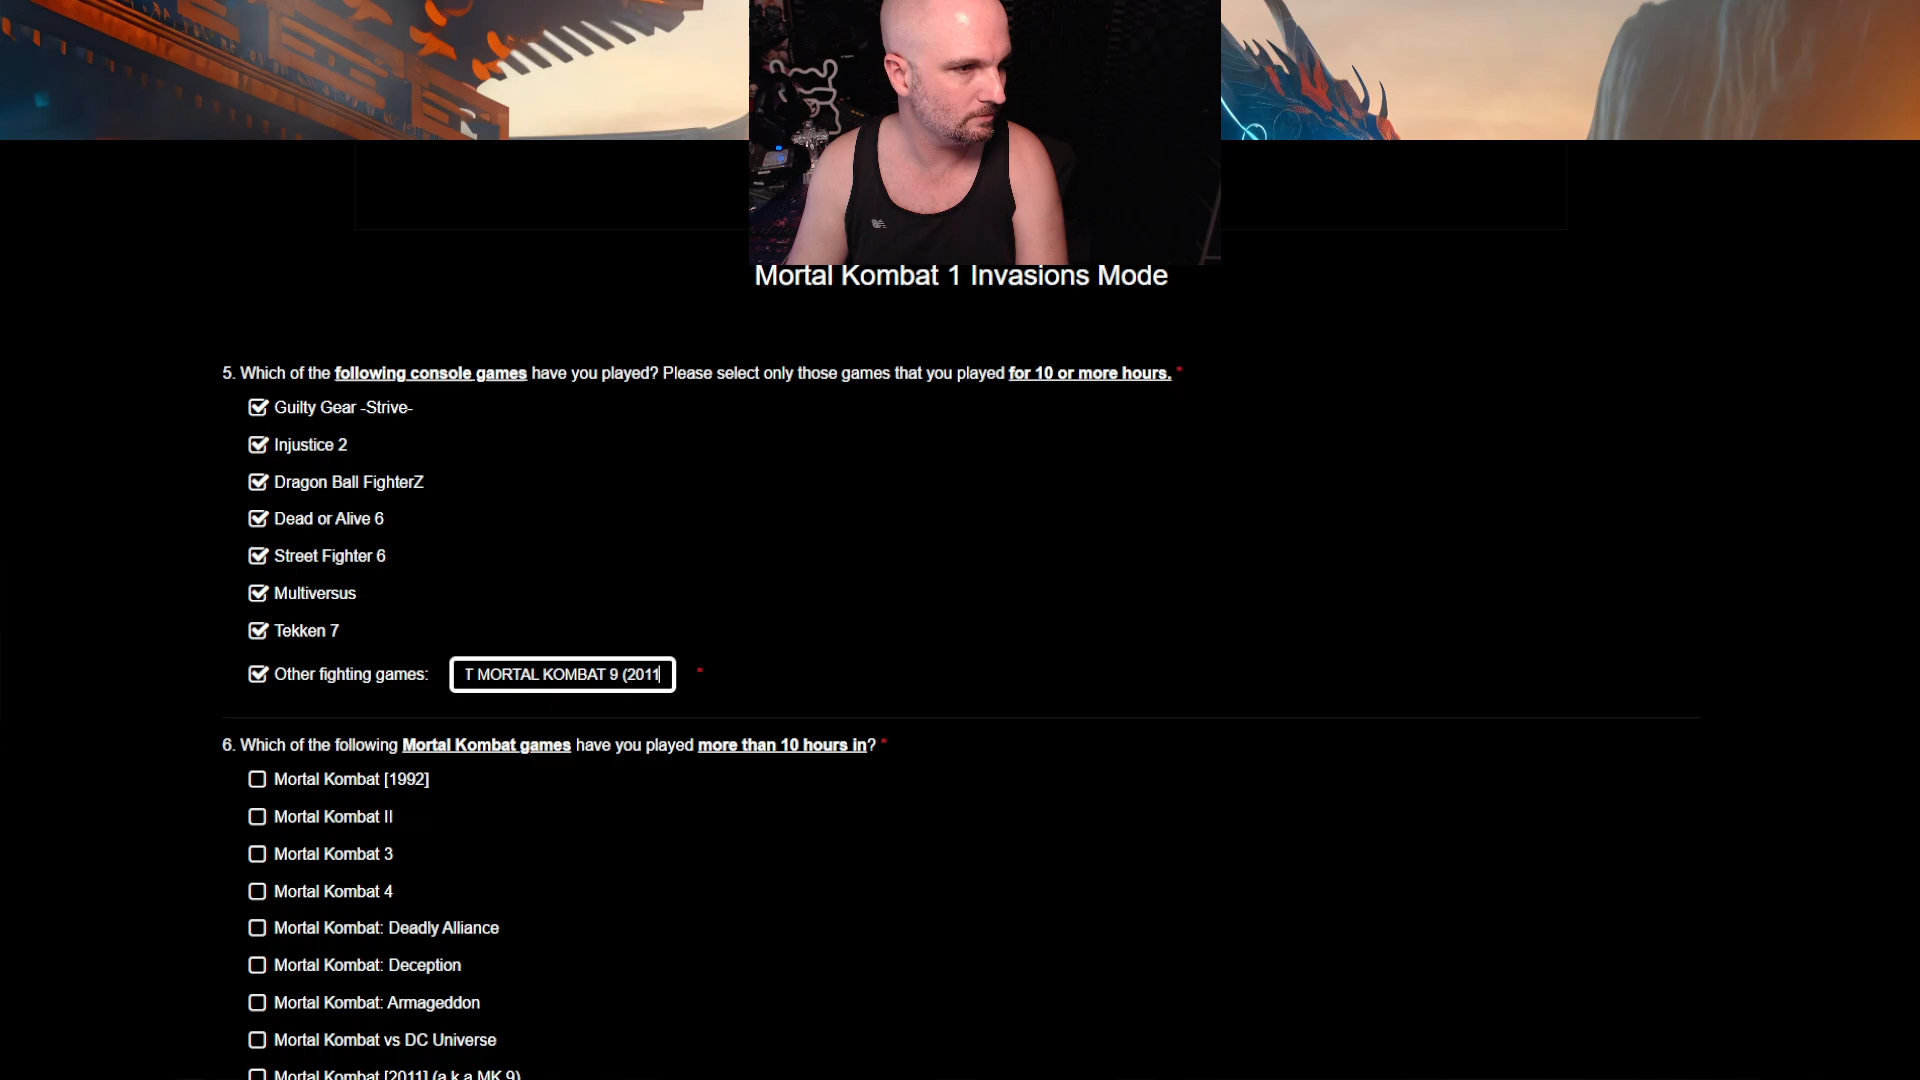 Mortal Kombat 1 Invasions Mode
5. Which of the following console games have you played? Please select only those games that you played for 10 or more hours. *
Guilty Gear -Strive-
Injustice 2
Dragon Ball FighterZ
Dead or Alive 6
Street Fighter 6
Multiversus
Tekken 7
Other fighting games: T MORTAL KOMBAT 9 (2011 *
6. Which of the following Mortal Kombat games have you played more than 10 hours in? *
Mortal Kombat [1992]
Mortal Kombat II
Mortal Kombat 3
Mortal Kombat 4
Mortal Kombat: Deadly Alliance
Mortal Kombat: Deception
Mortal Kombat: Armageddon
Mortal Kombat vs DC Universe
Mortal Kombat [2011] (a.k.a MK 9)